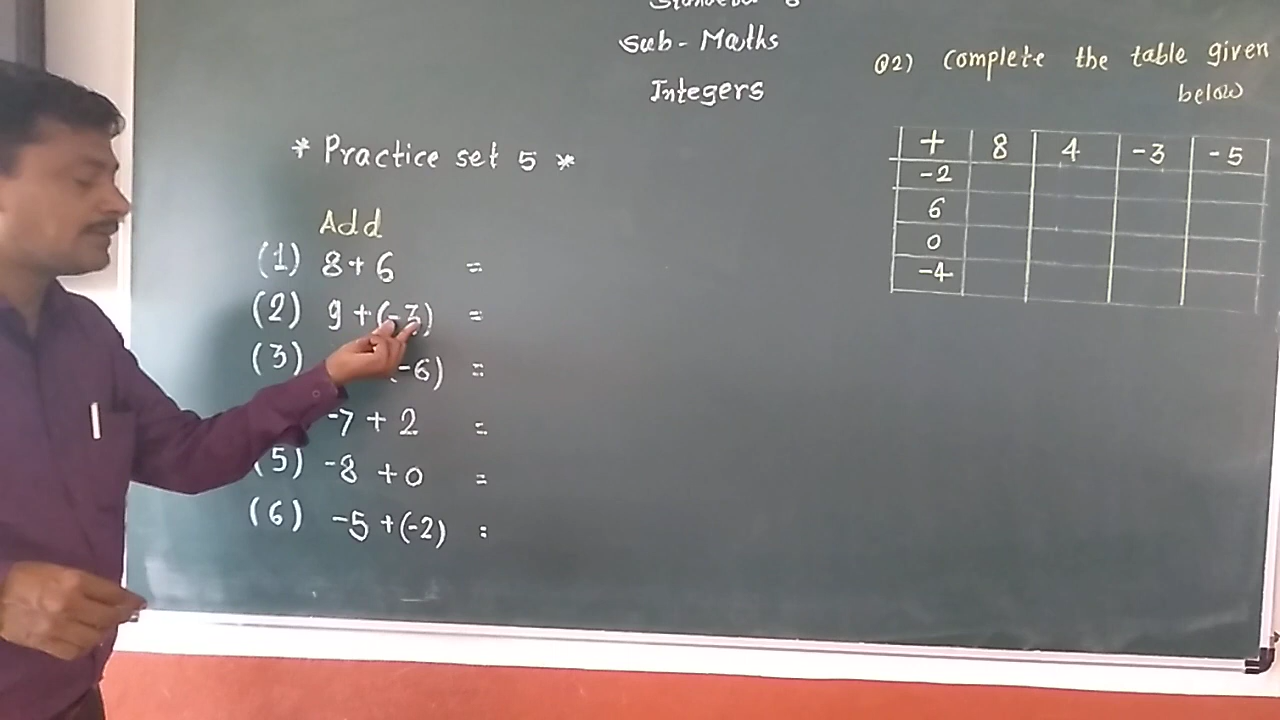 Sub- Maths
Integers
* Practice set 5 *
Add
(1) 8+6 =
(2) 9+(-3) =
(3) (-6) =
-7 + 2 =
(5) -8 +0 =
(6) -5 +(-2) =
Q2) Complete the table given
below
+ 8 4 -3 -5
-2
6
0
-4